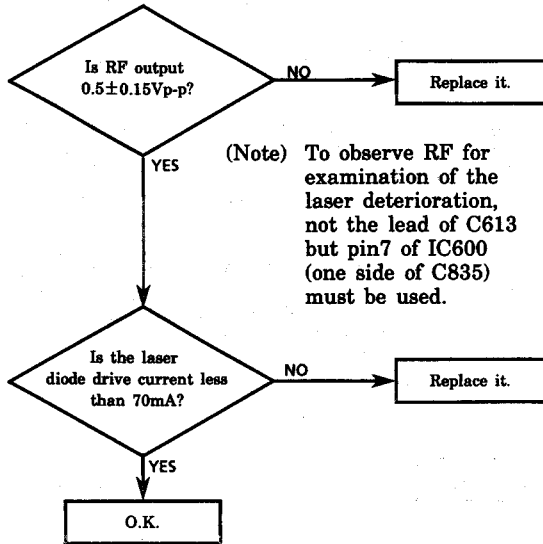 Is RF output
0.5±0.15Vp-p?
NO
Replace it.
YES
(Note) To observe RF for
examination of the
laser deterioration,
not the lead of C613
but pin7 of IC600
(one side of C835)
must be used.
Is the laser
diode drive current less
than 70mA?
NO
Replace it.
YES
O.K.